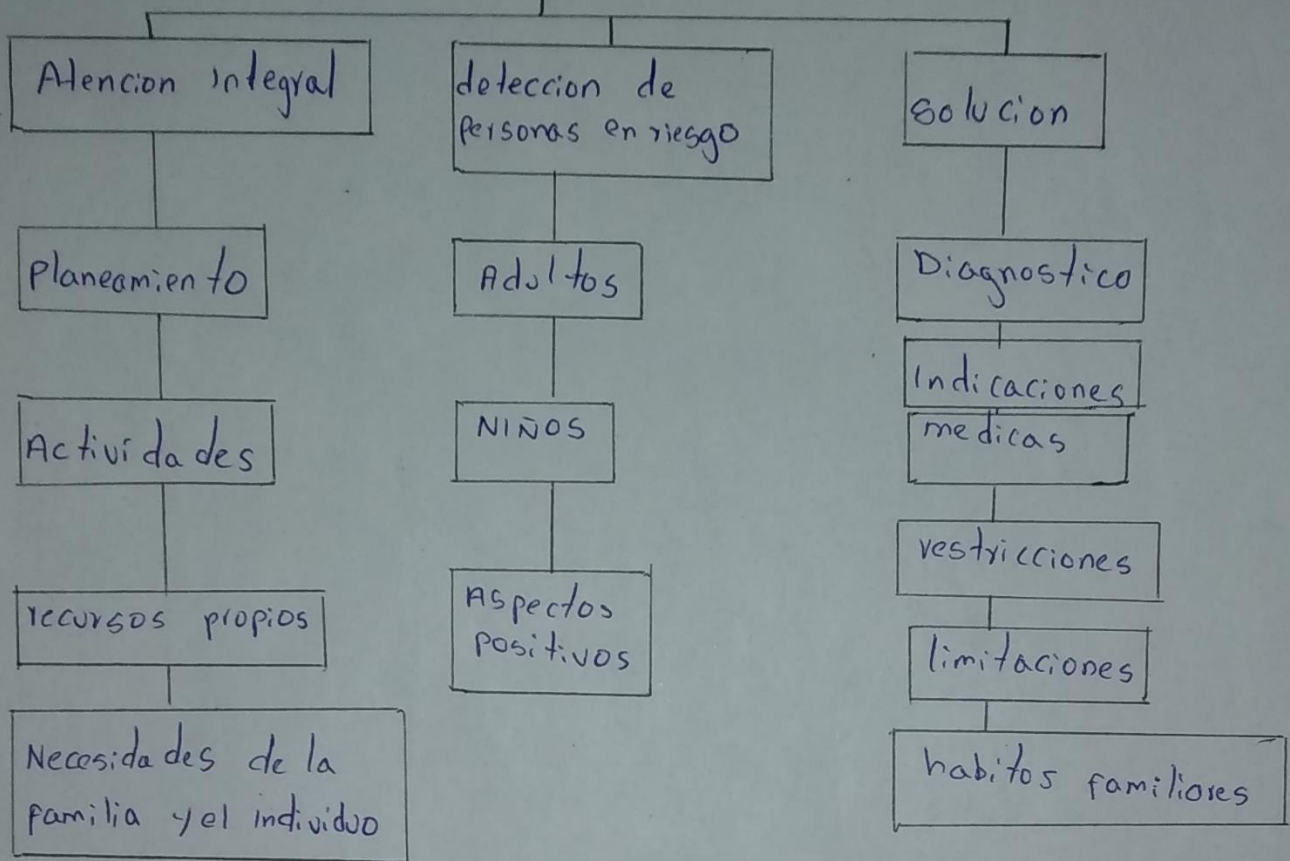 Atencion integral
Planeamiento
Actividades
recursos propios
Necesidades de la
familia y el individuo
deteccion de
personas en riesgo
Adultos
NIÑOS
Aspectos
positivos
solucion
Diagnostico
Indicaciones
medicas
restricciones
limitaciones
habitos familiares